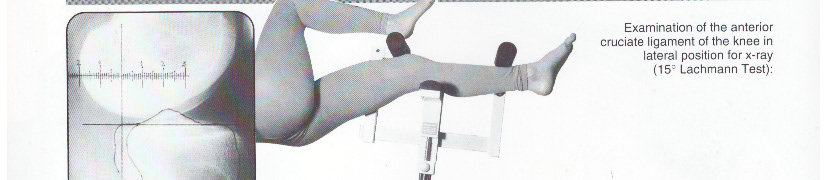 Examination of the anterior
cruciate ligament of the knee in
lateral position for x-ray
(15° Lachmann Test):